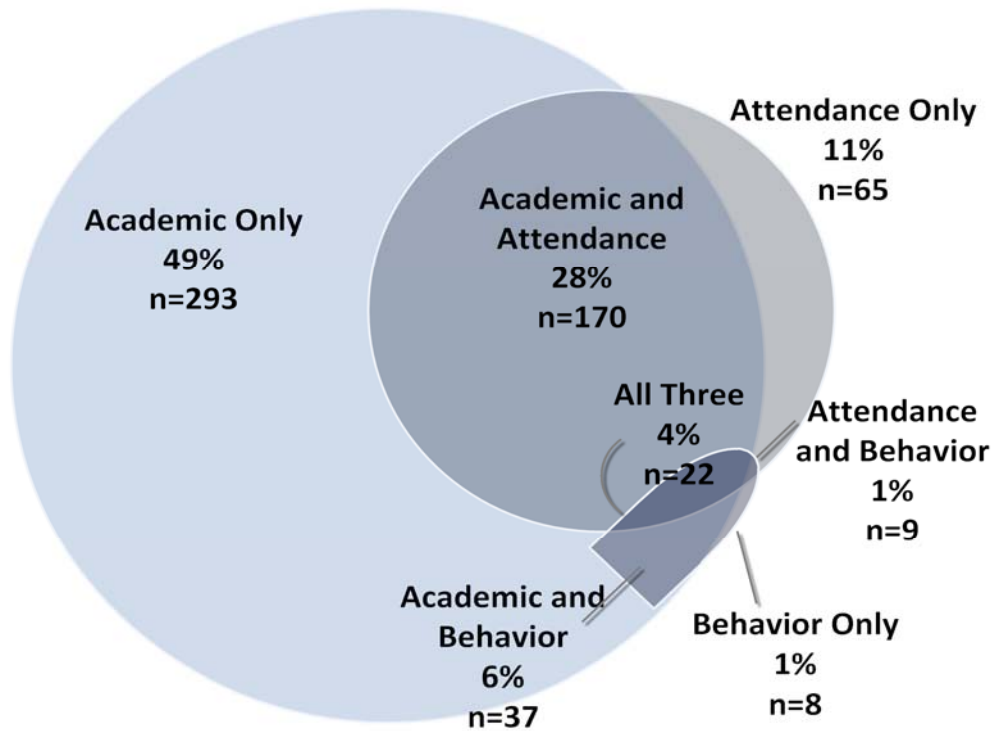 Attendance Only
11%
n=65
Academic Only
49%
n=293
Academic and
Attendance
28%
n=170
All Three
4%
n=22
Attendance
and Behavior
1%
n=9
Academic and
Behavior
6%
n=37
Behavior Only
1%
n=8